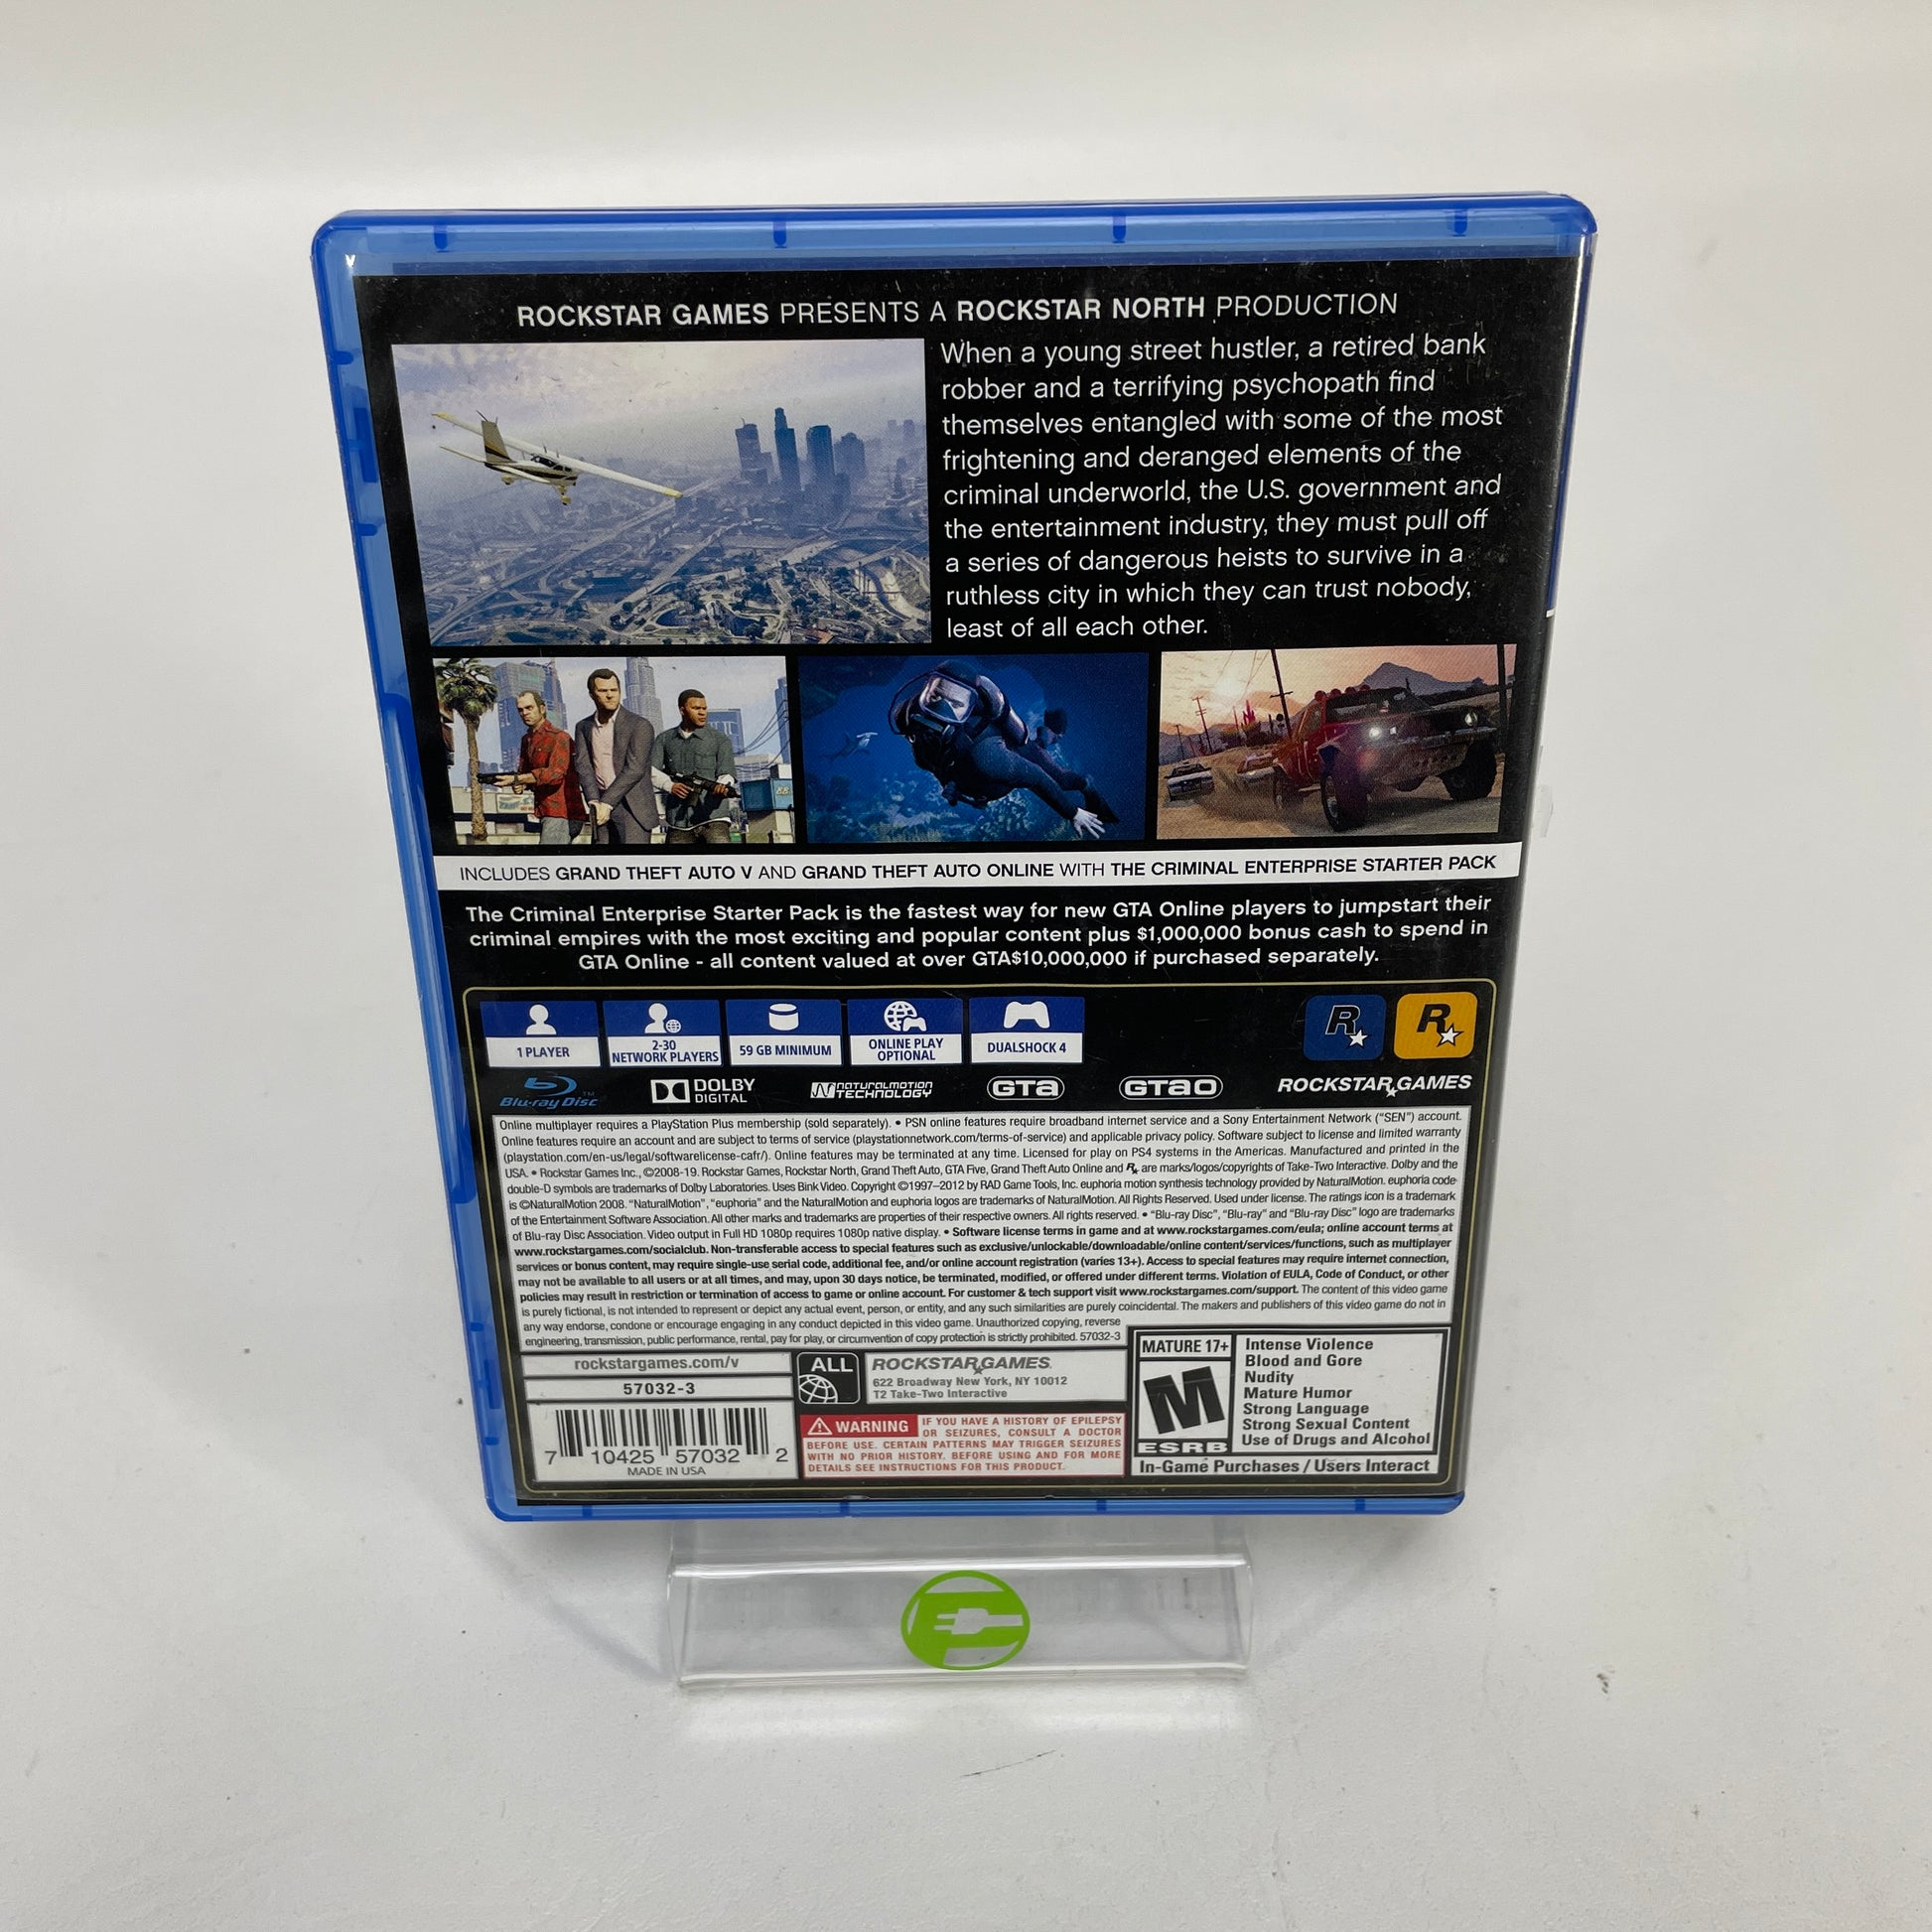 ROCKSTAR GAMES PRESENTS A ROCKSTAR NORTH PRODUCTION
When a young street hustler, a retired bank
robber and a terrifying psychopath find
themselves entangled with some of the most
frightening and deranged elements of the
criminal underworld, the U.S. government and
the entertainment industry, they must pull off
a series of dangerous heists to survive in a
ruthless city in which they can trust nobody,
least of all each other.
INCLUDES GRAND THEFT AUTO V AND GRAND THEFT AUTO ONLINE WITH THE CRIMINAL ENTERPRISE STARTER PACK
The Criminal Enterprise Starter Pack is the fastest way for new GTA Online players to jumpstart their
criminal empires with the most exciting and popular content plus $1,000,000 bonus cash to spend in
GTA Online - all content valued at over GTA$10,000,000 if purchased separately.
1 PLAYER
2-30
NETWORK PLAYERS
59 GB MINIMUM
ONLINE PLAY
OPTIONAL
DUALSHOCK 4
R
R
Blu-ray Disc™
DOLBY
DIGITAL
NATURALMOTION
TECHNOLOGY
GTA
GTAO
ROCKSTAR GAMES
Online multiplayer requires a PlayStation Plus membership (sold separately). • PSN online features require broadband internet service and a Sony Entertainment Network ("SEN") account.
Online features require an account and are subject to terms of service (playstationnetwork.com/terms-of-service) and applicable privacy policy. Software subject to license and limited warranty
(playstation.com/en-us/legal/softwarelicense-cafr/). Online features may be terminated at any time. Licensed for play on PS4 systems in the Americas. Manufactured and printed in the
USA. • Rockstar Games Inc., ©2008-19. Rockstar Games, Rockstar North, Grand Theft Auto, GTA Five, Grand Theft Auto Online and R are marks/logos/copyrights of Take-Two Interactive. Dolby and the
double-D symbols are trademarks of Dolby Laboratories. Uses Bink Video. Copyright ©1997–2012 by RAD Game Tools, Inc. euphoria motion synthesis technology provided by NaturalMotion. euphoria code
is ©NaturalMotion 2008. "NaturalMotion", "euphoria" and the NaturalMotion and euphoria logos are trademarks of NaturalMotion. All Rights Reserved. Used under license. The ratings icon is a trademark
of the Entertainment Software Association. All other marks and trademarks are properties of their respective owners. All rights reserved. • "Blu-ray Disc", "Blu-ray" and "Blu-ray Disc" logo are trademarks
of Blu-ray Disc Association. Video output in Full HD 1080p requires 1080p native display. • Software license terms in game and at www.rockstargames.com/eula; online account terms at
www.rockstargames.com/socialclub. Non-transferable access to special features such as exclusive/unlockable/downloadable/online content/services/functions, such as multiplayer
services or bonus content, may require single-use serial code, additional fee, and/or online account registration (varies 13+). Access to special features may require internet connection,
may not be available to all users or at all times, and may, upon 30 days notice, be terminated, modified, or offered under different terms. Violation of EULA, Code of Conduct, or other
policies may result in restriction or termination of access to game or online account. For customer & tech support visit www.rockstargames.com/support. The content of this video game
is purely fictional, is not intended to represent or depict any actual event, person, or entity, and any such similarities are purely coincidental. The makers and publishers of this video game do not in
any way endorse, condone or encourage engaging in any conduct depicted in this video game. Unauthorized copying, reverse
engineering, transmission, public performance, rental, pay for play, or circumvention of copy protection is strictly prohibited. 57032-3
rockstargames.com/v
57032-3
7 10425 57032 2
MADE IN USA
ALL
ROCKSTAR GAMES.
622 Broadway New York, NY 10012
T2 Take-Two Interactive
WARNING IF YOU HAVE A HISTORY OF EPILEPSY
OR SEIZURES, CONSULT A DOCTOR
BEFORE USE. CERTAIN PATTERNS MAY TRIGGER SEIZURES
WITH NO PRIOR HISTORY. BEFORE USING AND FOR MORE
DETAILS SEE INSTRUCTIONS FOR THIS PRODUCT.
MATURE 17+
M
ESRB
Intense Violence
Blood and Gore
Nudity
Mature Humor
Strong Language
Strong Sexual Content
Use of Drugs and Alcohol
In-Game Purchases / Users Interact